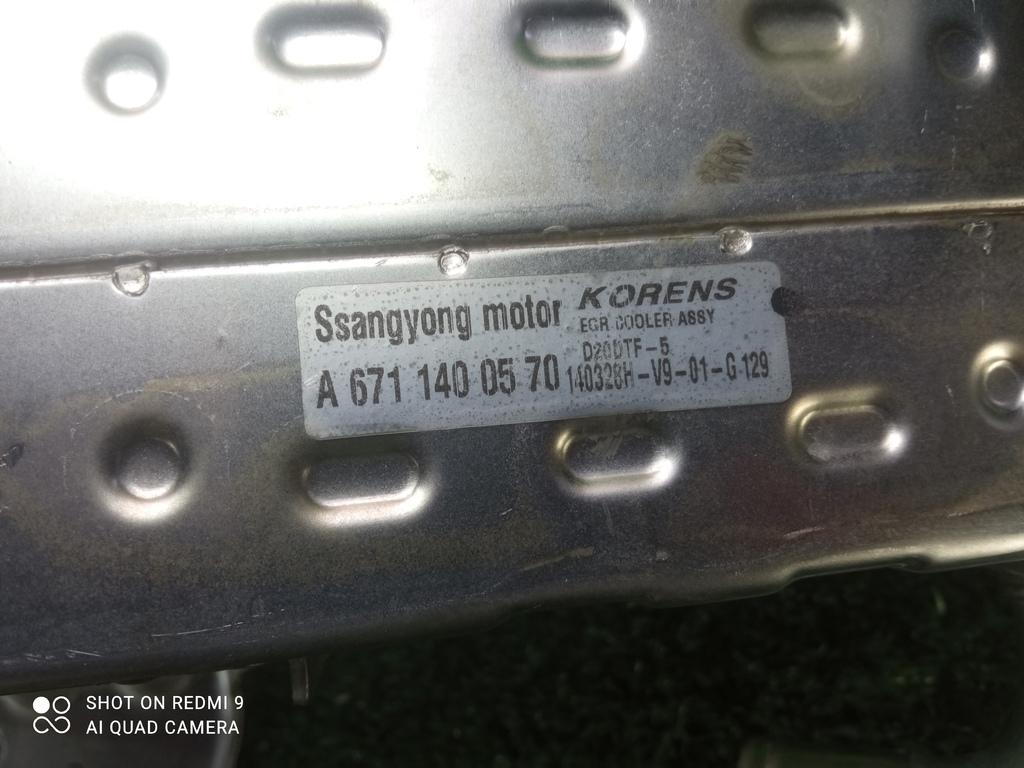 Ssangyong motor KORENS
EGR COOLER ASSY
D20DTF-5
A 671 140 05 70 140328H-V9-01-G 129
SHOT ON REDMI 9
AI QUAD CAMERA